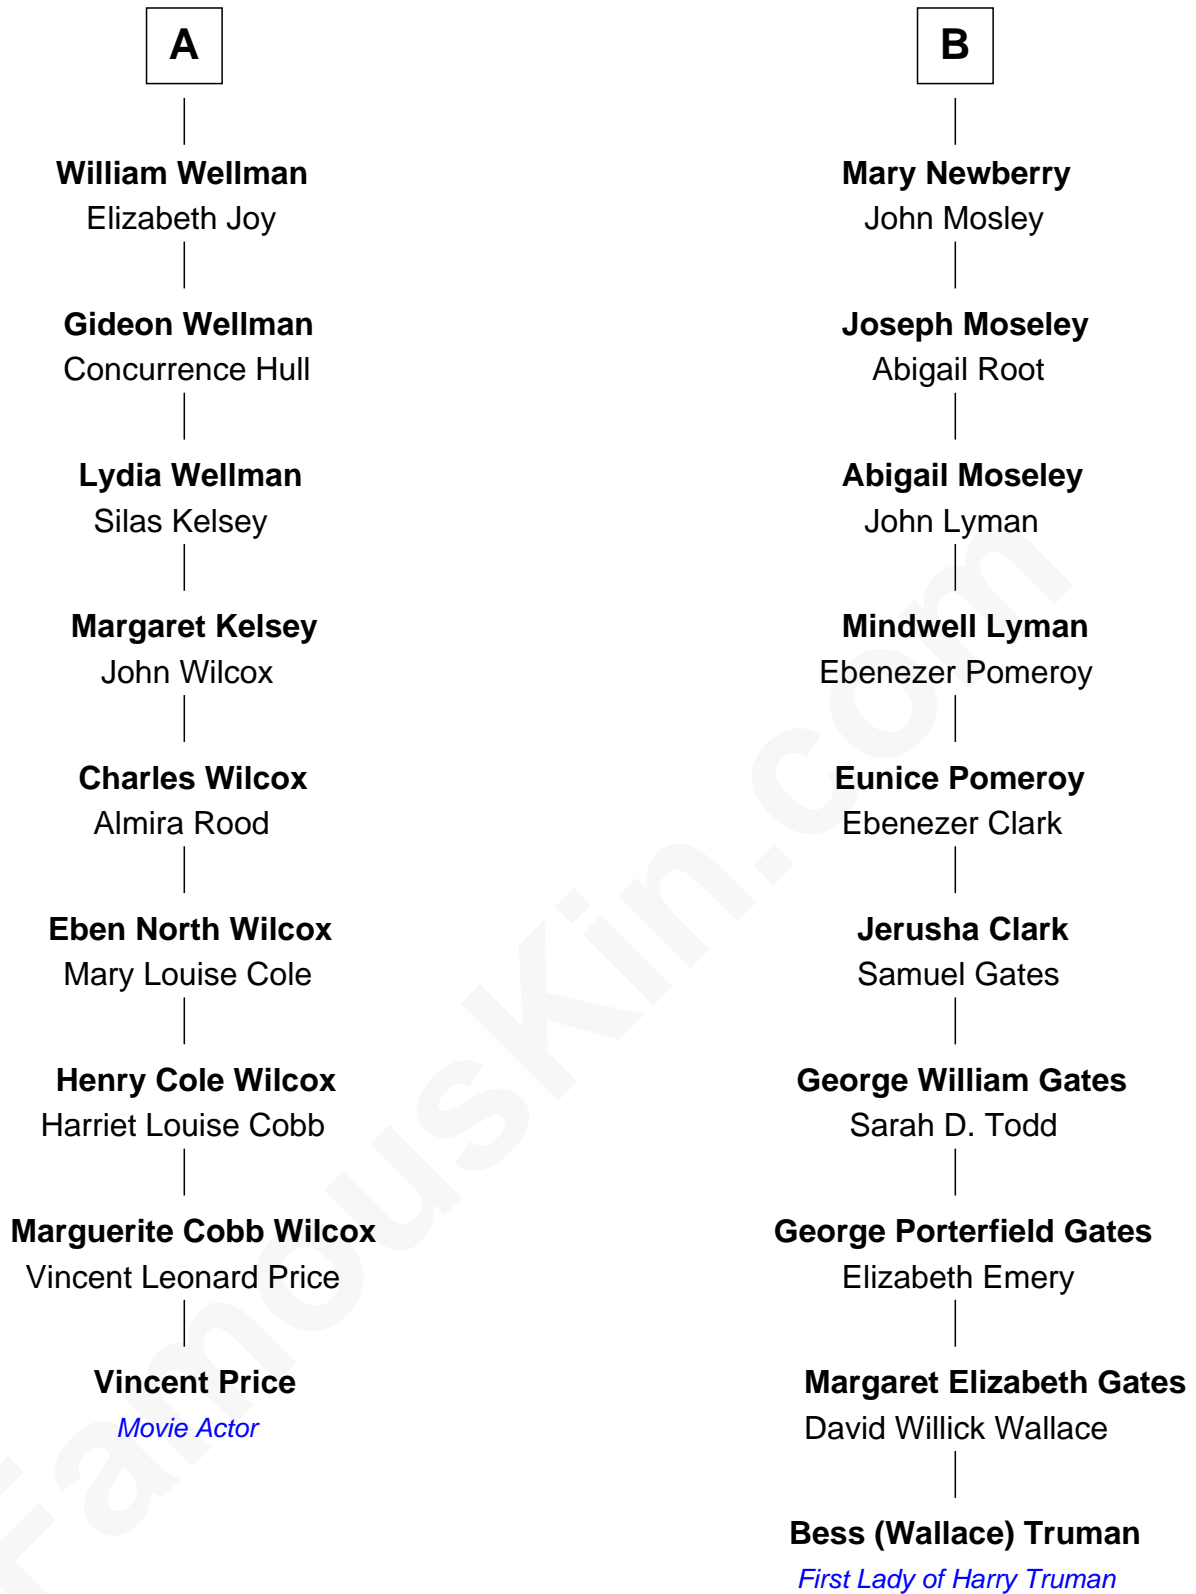 A
William Wellman
Elizabeth Joy
Gideon Wellman
Concurrence Hull
Lydia Wellman
Silas Kelsey
Margaret Kelsey
John Wilcox
Charles Wilcox
Almira Rood
Eben North Wilcox
Mary Louise Cole
Henry Cole Wilcox
Harriet Louise Cobb
Marguerite Cobb Wilcox
Vincent Leonard Price
Vincent Price
Movie Actor
B
Mary Newberry
John Mosley
Joseph Moseley
Abigail Root
Abigail Moseley
John Lyman
Mindwell Lyman
Ebenezer Pomeroy
Eunice Pomeroy
Ebenezer Clark
Jerusha Clark
Samuel Gates
George William Gates
Sarah D. Todd
George Porterfield Gates
Elizabeth Emery
Margaret Elizabeth Gates
David Willick Wallace
Bess (Wallace) Truman
First Lady of Harry Truman
FamousKin.com